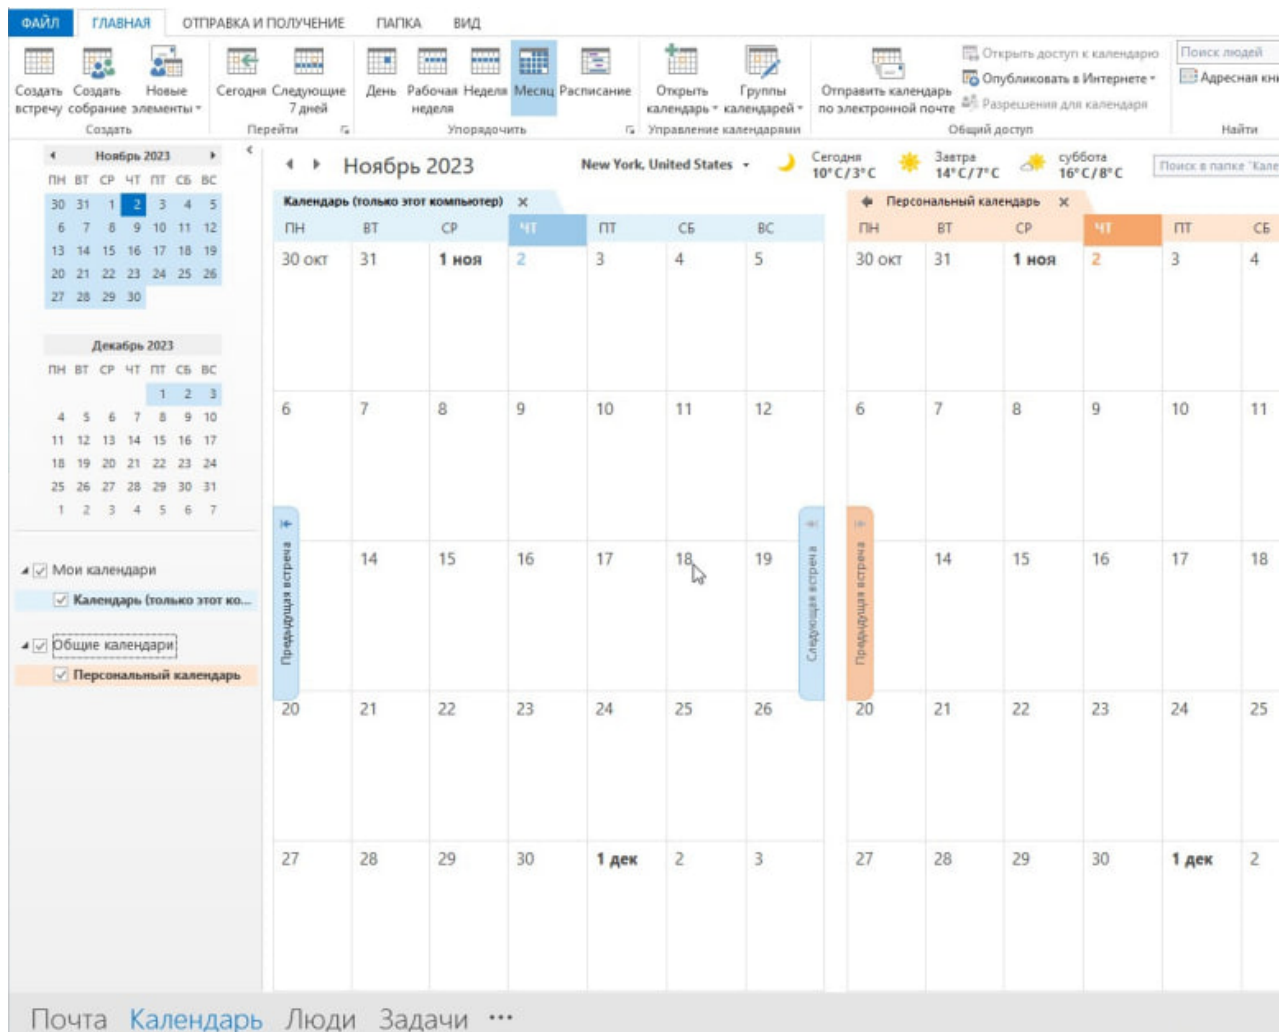 ФАЙЛ ГЛАВНАЯ ОТПРАВКА И ПОЛУЧЕНИЕ ПАПКА ВИД
Создать встречу
Создать собрание
Новые элементы
Создать
Сегодня
Следующие 7 дней
Перейти
День
Рабочая неделя
Неделя
Месяц
Расписание
Упорядочить
Открыть календарь
Группы календарей
Управление календарями
Отправить календарь по электронной почте
Открыть доступ к календарю
Опубликовать в Интернете
Разрешения для календаря
Общий доступ
Поиск людей
Адресная кни
Найти
Ноябрь 2023
ПН ВТ СР ЧТ ПТ СБ ВС
30 31 1 2 3 4 5
6 7 8 9 10 11 12
13 14 15 16 17 18 19
20 21 22 23 24 25 26
27 28 29 30
Декабрь 2023
ПН ВТ СР ЧТ ПТ СБ ВС
1 2 3
4 5 6 7 8 9 10
11 12 13 14 15 16 17
18 19 20 21 22 23 24
25 26 27 28 29 30 31
1 2 3 4 5 6 7
Мои календари
Календарь (только этот ко...
Общие календари
Персональный календарь
Ноябрь 2023
New York, United States
Сегодня
10°C/3°C
Завтра
14°C/7°C
суббота
16°C/8°C
Поиск в папке "Кале
Календарь (только этот компьютер)
ПН ВТ СР ЧТ ПТ СБ ВС
30 окт 31 1 ноя 2 3 4 5
6 7 8 9 10 11 12
14 15 16 17 18 19
20 21 22 23 24 25 26
27 28 29 30 1 дек 2 3
Предыдущая встреча
Следующая встреча
Персональный календарь
ПН ВТ СР ЧТ ПТ СБ
30 окт 31 1 ноя 2 3 4
6 7 8 9 10 11
14 15 16 17 18
20 21 22 23 24 25
27 28 29 30 1 дек 2
Предыдущая встреча
Почта Календарь Люди Задачи •••